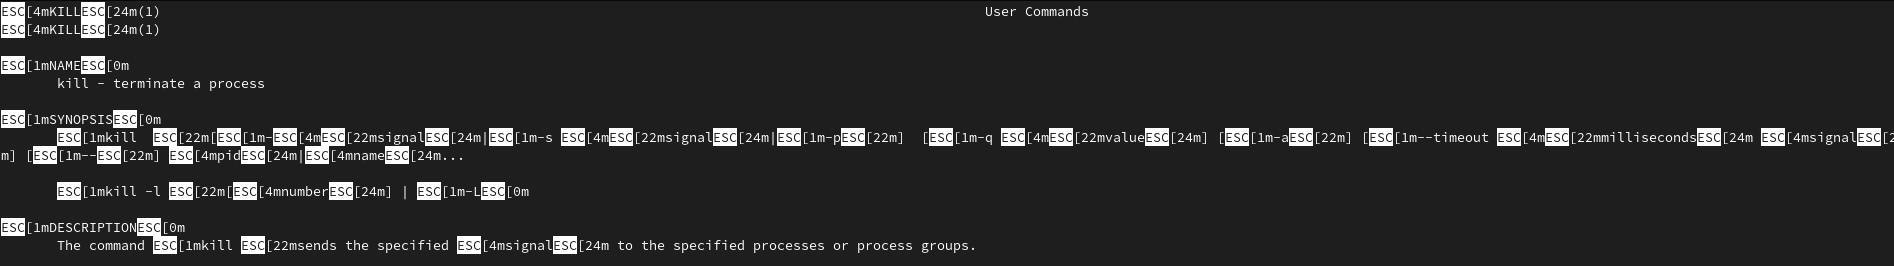 ESC[4mKILLESC[24m(1) User Commands
ESC[4mKILLESC[24m(1)
ESC[1mNAMEESC[0m
kill - terminate a process
ESC[1mSYNOPSISESC[0m
ESC[1mkill ESC[22m[ESC[1m-ESC[4mESC[22msignalESC[24m|ESC[1m-s ESC[4mESC[22msignalESC[24m|ESC[1m-pESC[22m] [ESC[1m-q ESC[4mESC[22mvalueESC[24m] [ESC[1m-aESC[22m] [ESC[1m--timeout ESC[4mESC[22mmillisecondsESC[24m ESC[4msignalESC[2
m] [ESC[1m--ESC[22m] ESC[4mpidESC[24m|ESC[4mnameESC[24m...
ESC[1mkill -l ESC[22m[ESC[4mnumberESC[24m] | ESC[1m-LESC[0m
ESC[1mDESCRIPTIONESC[0m
The command ESC[1mkill ESC[22msends the specified ESC[4msignalESC[24m to the specified processes or process groups.